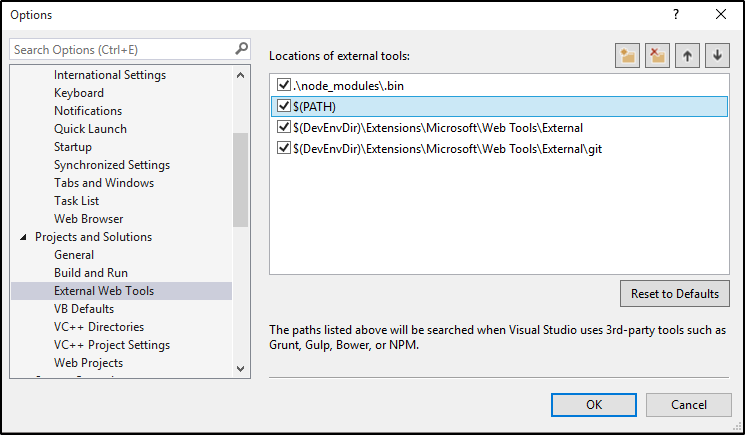 Options
?
Search Options (Ctrl+E)
International Settings
Keyboard
Notifications
Quick Launch
Startup
Synchronized Settings
Tabs and Windows
Task List
Web Browser
Projects and Solutions
General
Build and Run
External Web Tools
VB Defaults
VC++ Directories
VC++ Project Settings
Web Projects
Locations of external tools:
.\node_modules\.bin
$(PATH)
$(DevEnvDir)\Extensions\Microsoft\Web Tools\External
$(DevEnvDir)\Extensions\Microsoft\Web Tools\External\git
Reset to Defaults
The paths listed above will be searched when Visual Studio uses 3rd-party tools such as
Grunt, Gulp, Bower, or NPM.
OK
Cancel